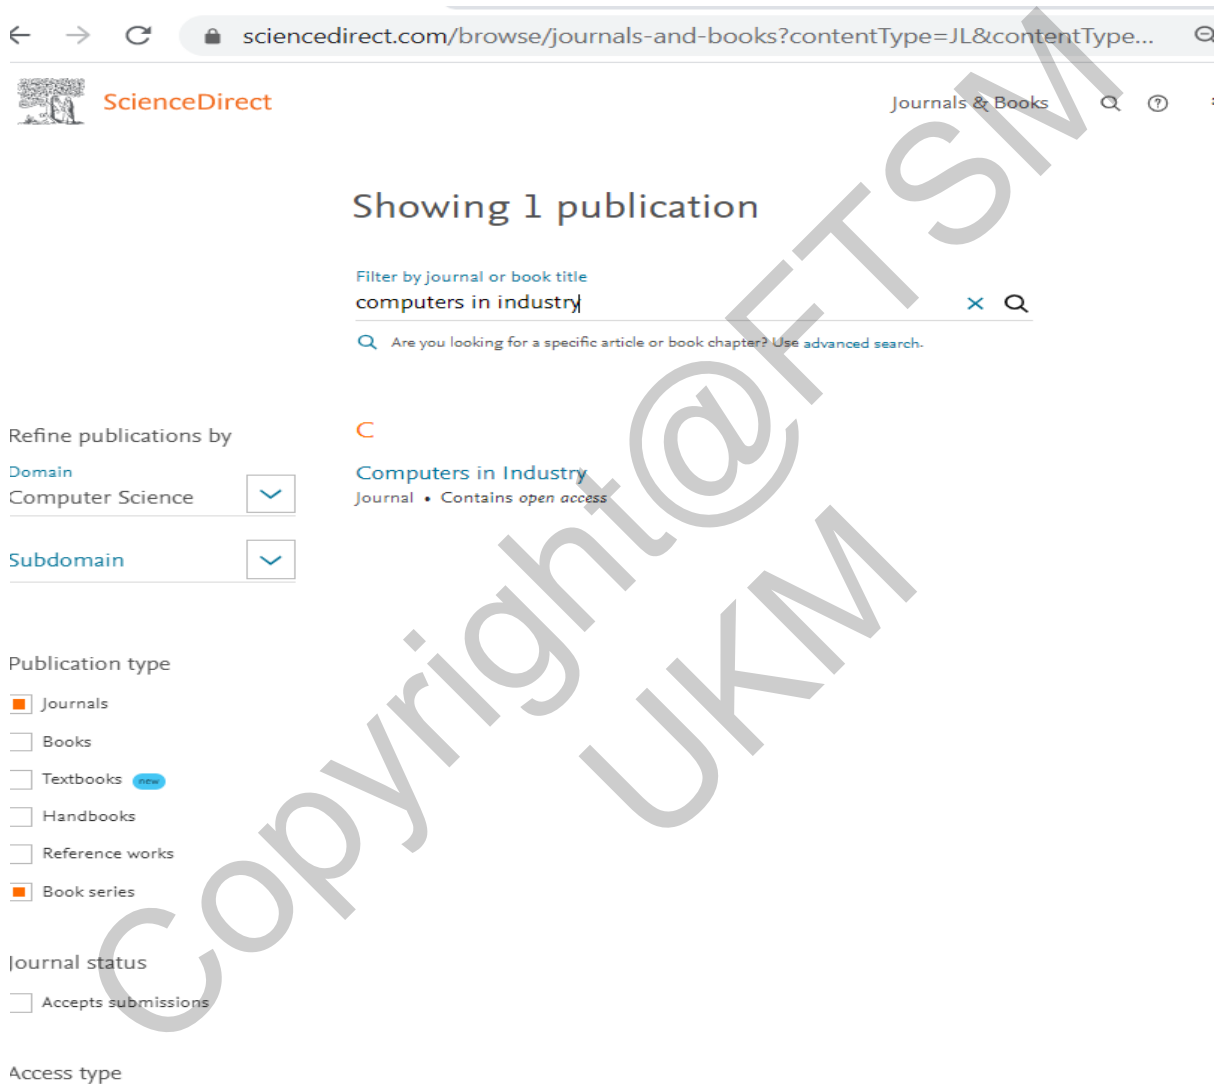 sciencedirect.com/browse/journals-and-books?contentType=JL&contentType...
ScienceDirect
Journals & Books
Showing 1 publication
Filter by journal or book title
computers in industry
Are you looking for a specific article or book chapter? Use advanced search.
Refine publications by
Domain
Computer Science
Subdomain
C
Computers in Industry
Journal • Contains open access
Publication type
Journals
Books
Textbooks new
Handbooks
Reference works
Book series
Journal status
Accepts submissions
Access type
Copyright@FTSM
UKM